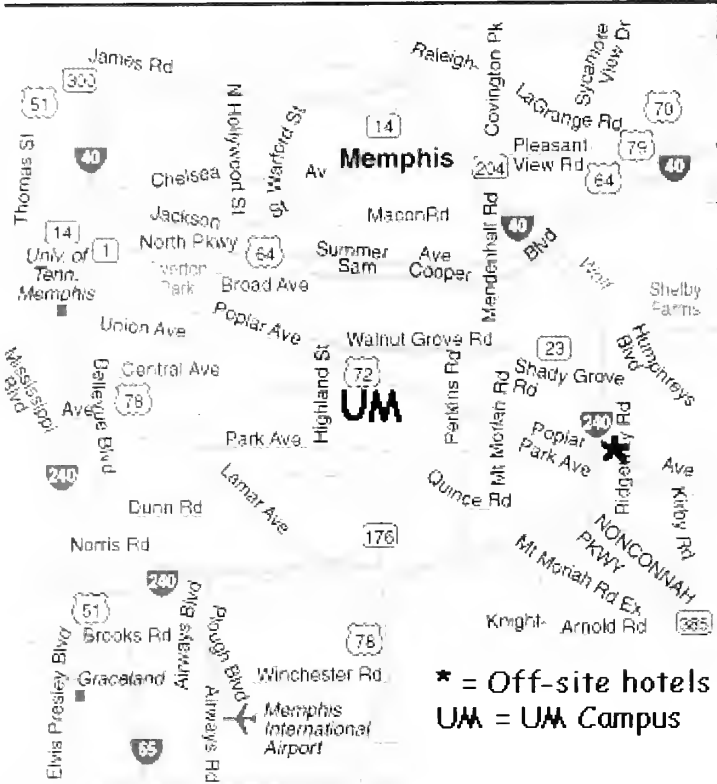 James Rd
300
51
Thomas St
40
N Hollywood St
Warford St
Chelsea
Av
14
Memphis
Raleigh-
Covington Pk
Sycamore
View Dr
LaGrange Rd
70
Pleasant
View Rd
79
204
64
40
Jackson
St
Macon Rd
Mendenhall Rd
40
Blvd
14
1
North Pkwy
64
Summer
Sam
Ave
Cooper
Wolf
Univ. of
Tenn.
Memphis
Overton
Park
Broad Ave
Shelby
Farms
Union Ave
Poplar Ave
Walnut Grove Rd
Humphreys
Blvd
Mississippi
Blvd
Central Ave
Highland St
72
23
Shady Grove
Rd
Ave
78
Bellevue Blvd
UM
Perkins Rd
Mt Moriah Rd
240
Poplar
Park Ave
*
Ridgeway Rd
Park Ave
240
Lamar Ave
Quince Rd
Ave
Kirby Rd
Dunn Rd
176
NONCONNAH
PKWY
Norris Rd
Mt Moriah Rd Ex
240
51
Brooks Rd
Airways Blvd
Plough Blvd
78
Knight-
Arnold Rd
385
Elvis Presley Blvd
Graceland
Winchester Rd
Airways Rd
Memphis
International
Airport
55
* = Off-site hotels
UM = UM Campus